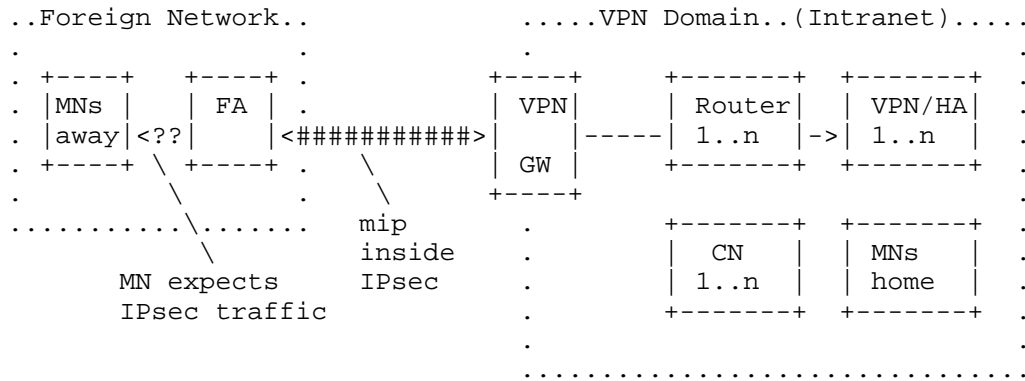 ..Foreign Network..             .....VPN Domain..(Intranet).....
.                 .             .                              .
. +----+   +----+ .           +----+     +-------+  +-------+ .
. |MNs |   | FA | .           | VPN|     | Router|  | VPN/HA| .
. |away|<??|    |<###########>|    |-----| 1..n  |->| 1..n  | .
. +----+ \ +----+ .   \       | GW |     +-------+  +-------+ .
.         \       .    \      +----+                           .
...........\.......   mip       .        +-------+  +-------+ .
            \         inside    .        | CN    |  | MNs   | .
      MN expects      IPsec     .        | 1..n  |  | home  | .
      IPsec traffic             .        +-------+  +-------+ .
                                .                              .
                                ................................